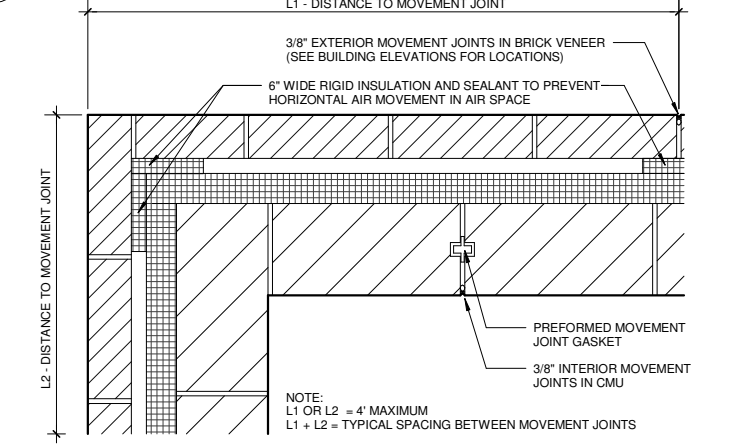 L1 - DISTANCE TO MOVEMENT JOINT
3/8" EXTERIOR MOVEMENT JOINTS IN BRICK VENEER
(SEE BUILDING ELEVATIONS FOR LOCATIONS)
6" WIDE RIGID INSULATION AND SEALANT TO PREVENT
HORIZONTAL AIR MOVEMENT IN AIR SPACE
L2 - DISTANCE TO MOVEMENT JOINT
PREFORMED MOVEMENT
JOINT GASKET
3/8" INTERIOR MOVEMENT
JOINTS IN CMU
NOTE:
L1 OR L2 = 4' MAXIMUM
L1 + L2 = TYPICAL SPACING BETWEEN MOVEMENT JOINTS